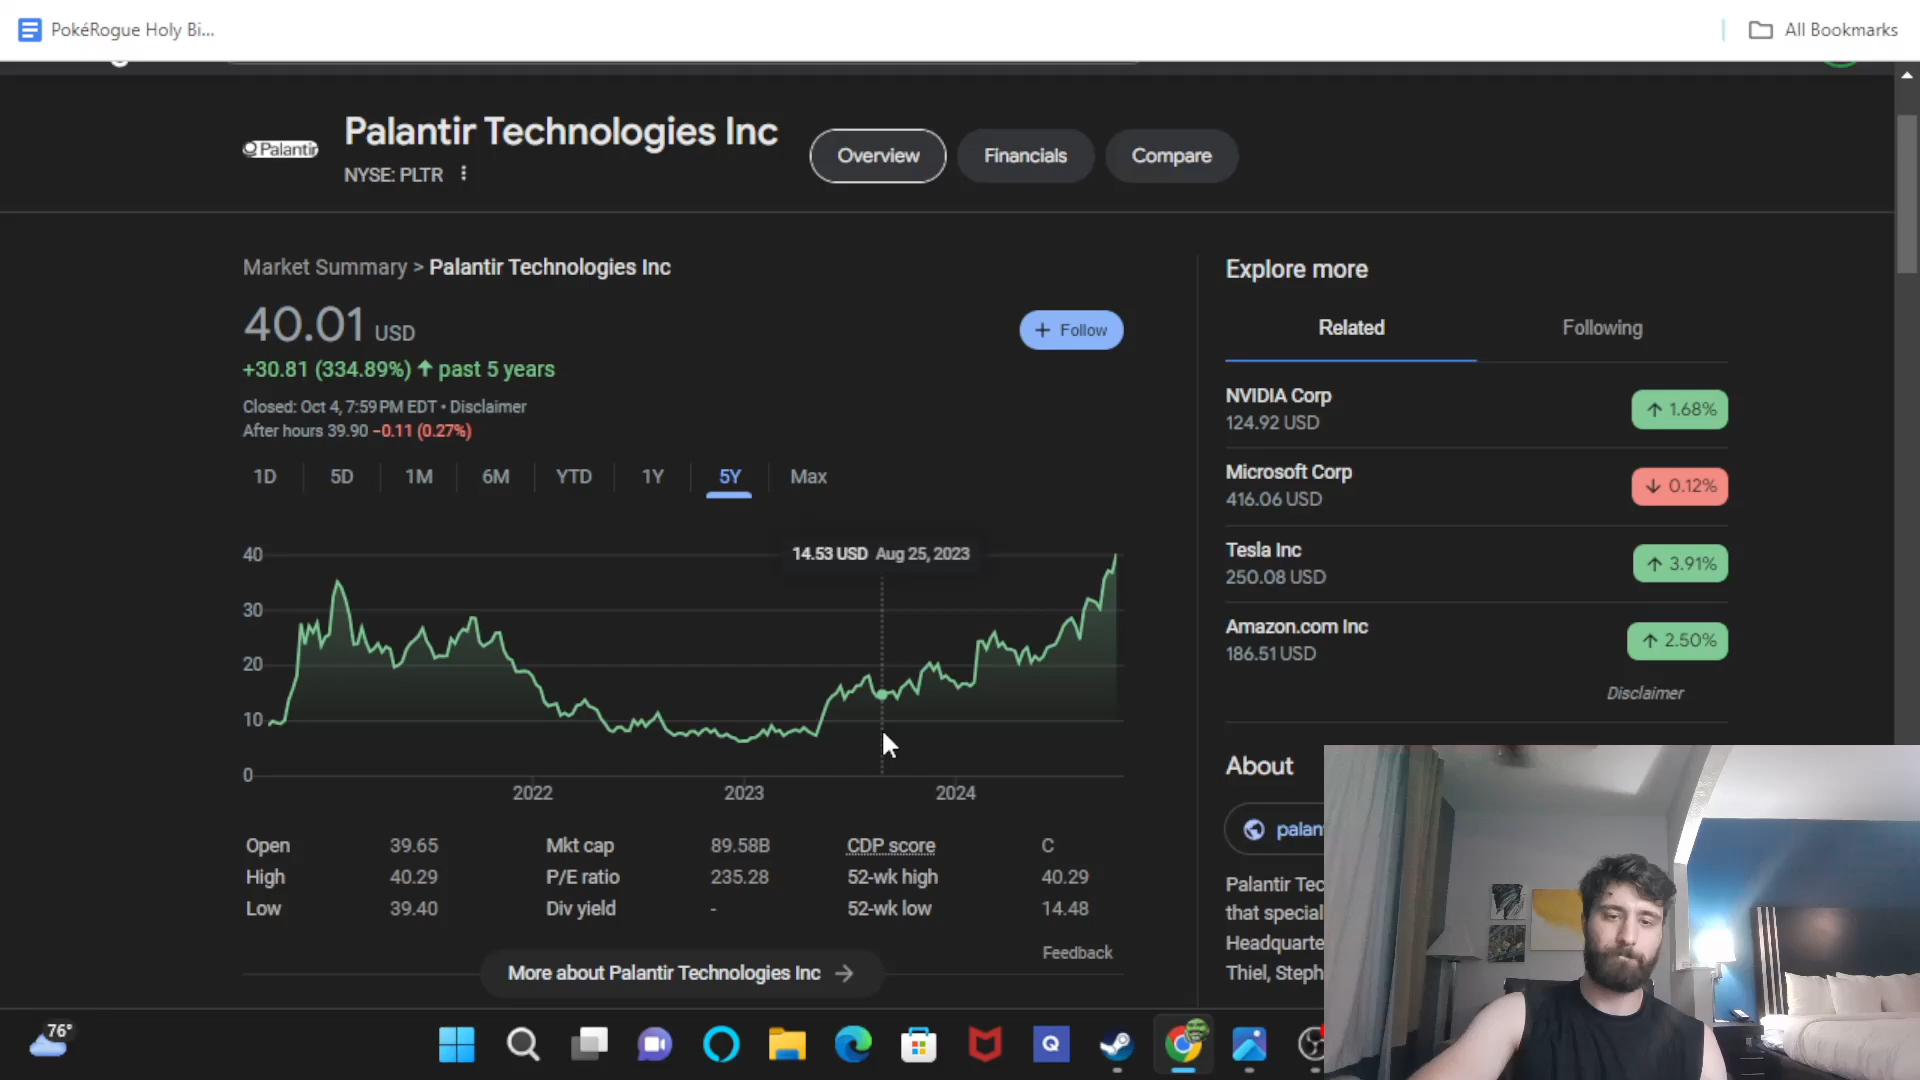 PokéRogue Holy Bi...
All Bookmarks
Palantir
Palantir Technologies Inc
NYSE: PLTR
Overview
Financials
Compare
Market Summary > Palantir Technologies Inc
40.01 USD
+30.81 (334.89%) ↑ past 5 years
Closed: Oct 4, 7:59 PM EDT • Disclaimer
After hours 39.90 −0.11 (0.27%)
+ Follow
1D 5D 1M 6M YTD 1Y 5Y Max
14.53 USD Aug 25, 2023
40
30
20
10
0
2022 2023 2024
Open 39.65 Mkt cap 89.58B CDP score C
High 40.29 P/E ratio 235.28 52-wk high 40.29
Low 39.40 Div yield - 52-wk low 14.48
Feedback
More about Palantir Technologies Inc →
Explore more
Related Following
NVIDIA Corp
124.92 USD
↑ 1.68%
Microsoft Corp
416.06 USD
↓ 0.12%
Tesla Inc
250.08 USD
↑ 3.91%
Amazon.com Inc
186.51 USD
↑ 2.50%
Disclaimer
About
palan
Palantir Tec
that special
Headquarte
Thiel, Steph
76°
Q